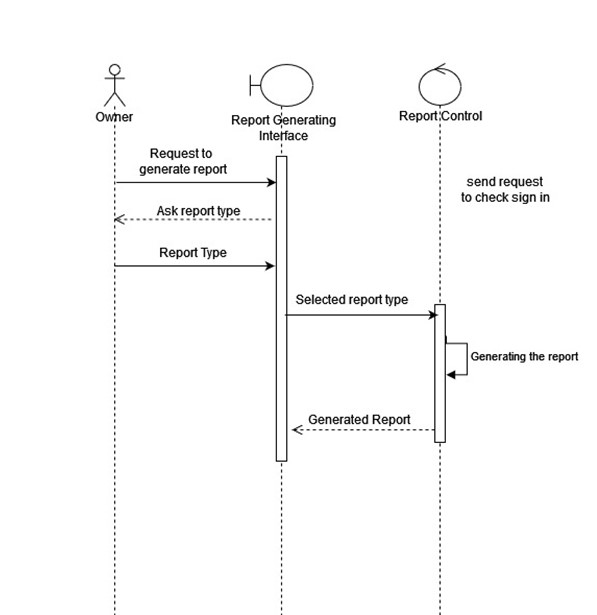 Owner
Report Generating
Interface
Report Control
Request to
generate report
send request
to check sign in
Ask report type
Report Type
Selected report type
Generating the report
Generated Report